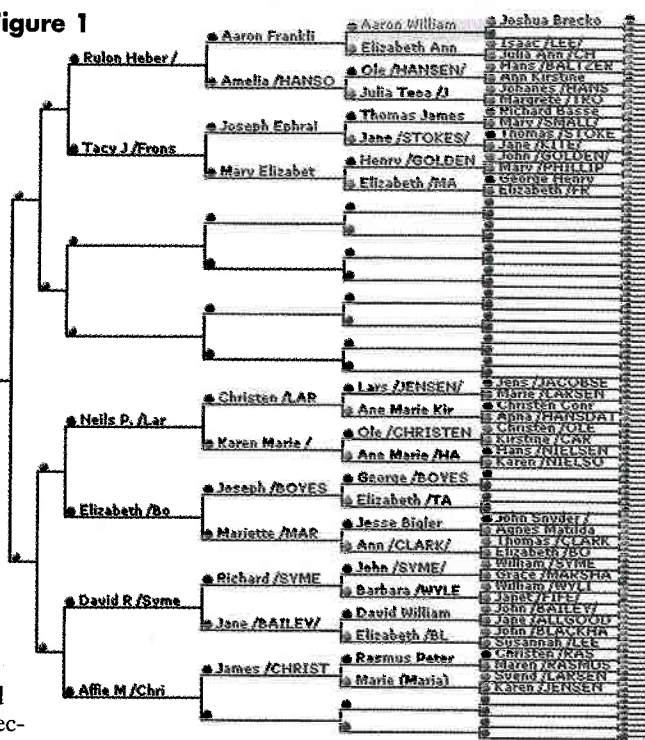 igure 1
Rulon Heber /
Tacy J /Frons
Neils P. /Lar
Elizabeth /Bo
David R /Syme
Affie M /Chri
Aaron Frankli
Amelia /HANSO
Joseph Ephrai
Mary Elizabet
Christen /LAR
Karen Marie /
Joseph /BOYES
Mariette /MAR
Richard /SYME
Jane /BAILEY/
James /CHRIST
Aaron William
Elizabeth Ann
Ole /HANSEN/
Julia Tena /J
Thomas James
Jane /STOKES/
Henry /GOLDEN
Elizabeth /MA
Lars /JENSEN/
Ane Marie Kir
Ole /CHRISTEN
Ane Marie /HA
George /BOYES
Elizabeth /TA
Jesse Bigler
Ann /CLARK/
John /SYME/
Barbara /WYLE
David William
Elizabeth /BL
Rasmus Peter
Marie (Maria)
Joshua Brecko
Isaac /LEE/
Julia Ann /CH
Hans /BALTZER
Ann Kirstine
Johanes /HANS
Margrete /TRO
Richard Basse
Mary /SMALL/
Thomas /STOKE
Jane /KITE/
John /GOLDEN/
Mary /PHILLIP
George Henry
Elizabeth /FR
Jens /JACOBSE
Marie /LARSEN
Christen Conr
Anna /HANSDAT
Christen /OLE
Kirstine /CAR
Hans /NIELSEN
Karen /NIELSO
John Snyder /
Agnes Matilda
Thomas /CLARK
Elizabeth /BO
William /SYME
Grace /MARSHA
William /WYLI
Janet /FIFE/
John /BAILEY/
Jane /ALLGOOD
John /BLACKHA
Susannah /LEE
Christen /RAS
Maren /RASMUS
Svend /LARSEN
Karen /JENSEN
ec-